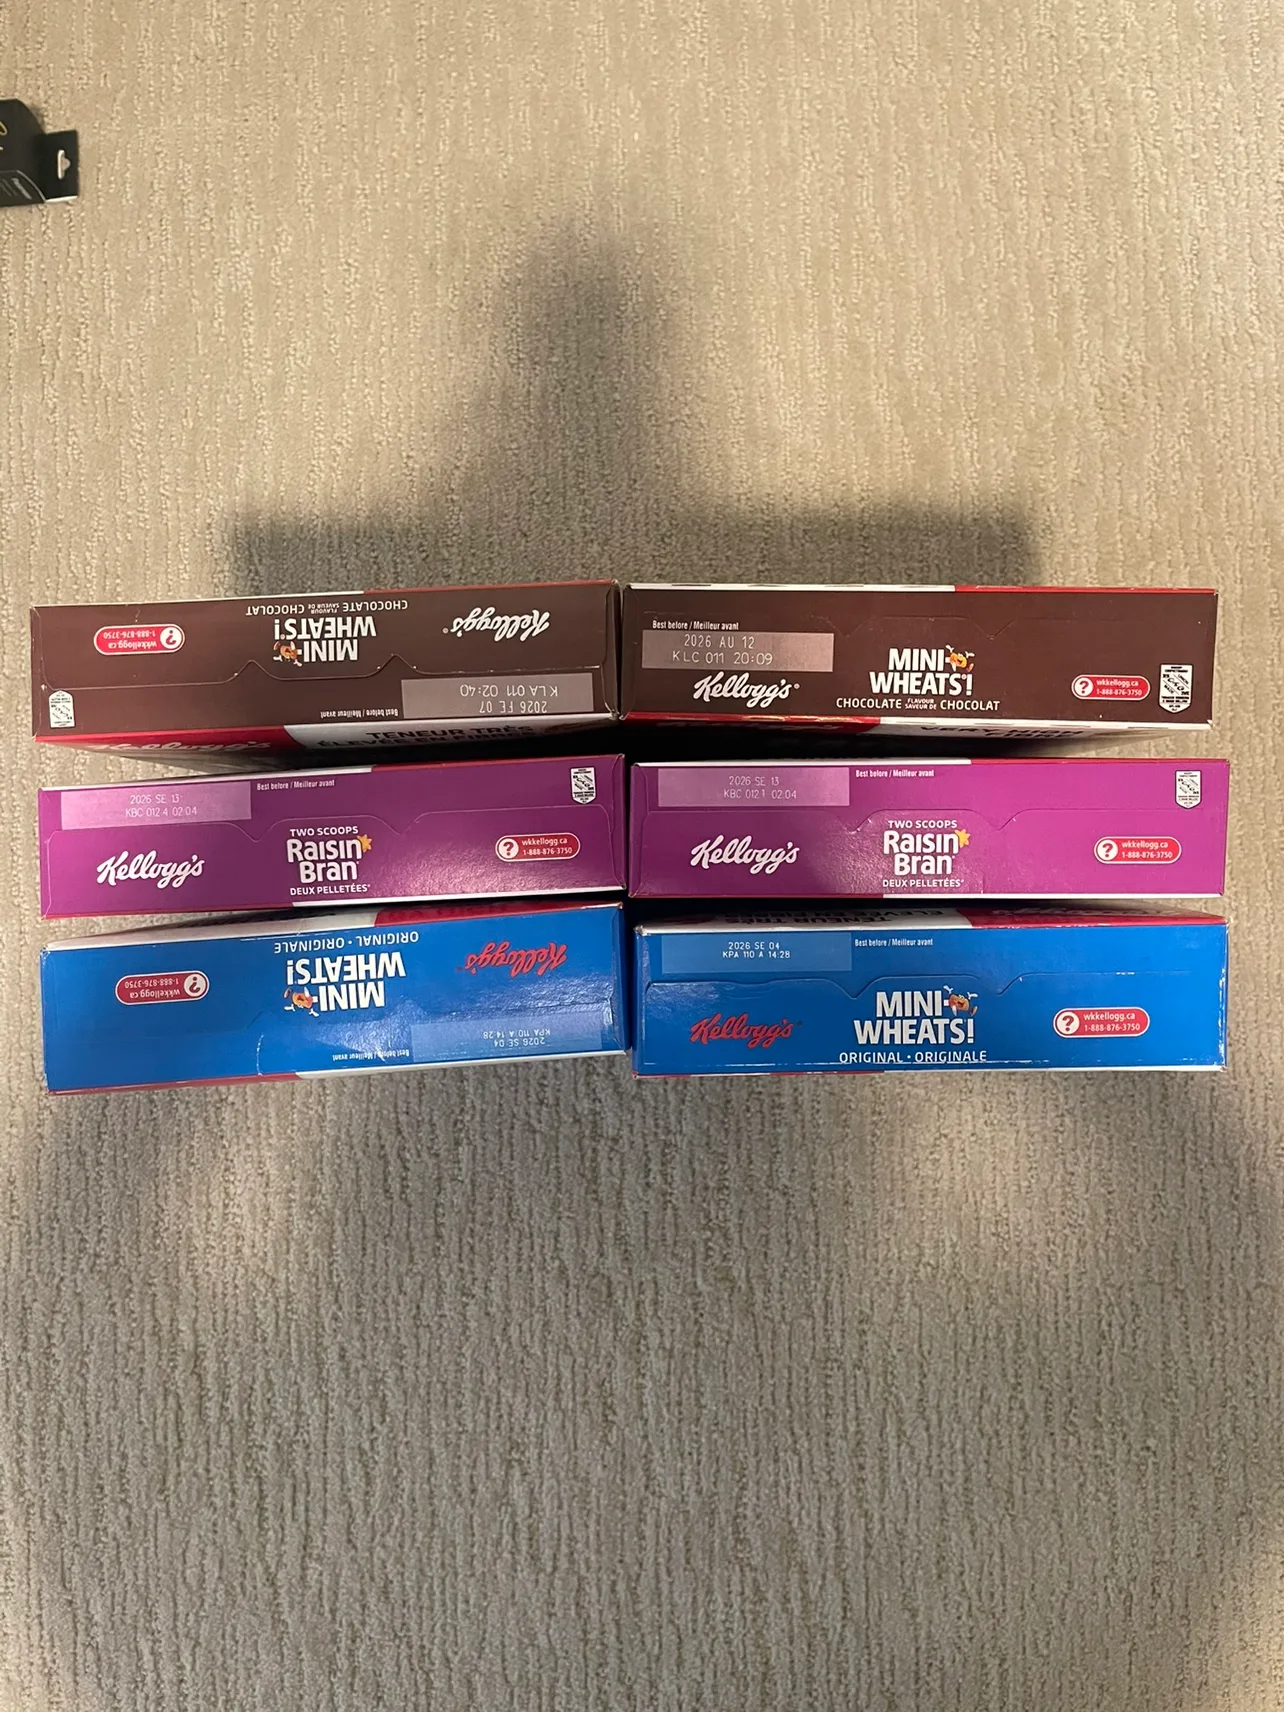 Kellogg's®
CHOCOLATE FLAVOUR SAVEUR DE CHOCOLAT
MINI-
WHEATS!
wkkellogg.ca
1-888-876-3750
Best before / Meilleur avant
2026 FE 07
KLA 011 02:40
Kellogg's
TENEUR TRÈS
Best before / Meilleur avant
2026 AU 12
KLC 011 20:09
Kellogg's®
MINI-
WHEATS!
CHOCOLATE FLAVOUR SAVEUR DE CHOCOLAT
wkkellogg.ca
1-888-876-3750
2026 SE 13
KBC 012 4 02:04
Best before / Meilleur avant
Kellogg's
TWO SCOOPS
Raisin
Bran
DEUX PELLETÉES*
wkkellogg.ca
1-888-876-3750
2026 SE 13
KBC 012 1 02:04
Best before / Meilleur avant
Kellogg's
TWO SCOOPS
Raisin
Bran
DEUX PELLETÉES*
wkkellogg.ca
1-888-876-3750
Kellogg's®
MINI-
WHEATS!
ORIGINAL • ORIGINALE
wkkellogg.ca
1-888-876-3750
Best before / Meilleur avant
2026 SE 04
KPA 110 A 14:28
TENEUR TRÈS
2026 SE 04
KPA 110 A 14:28
Best before / Meilleur avant
Kellogg's®
MINI-
WHEATS!
ORIGINAL • ORIGINALE
wkkellogg.ca
1-888-876-3750